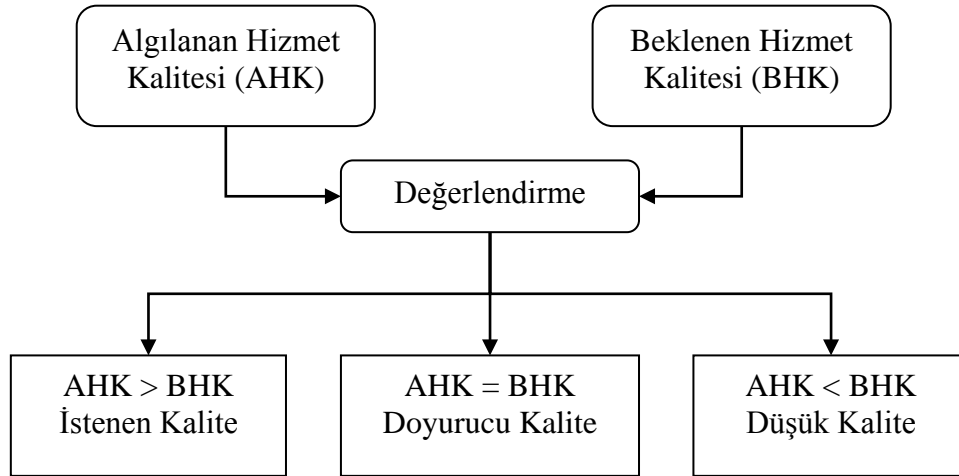 Algılanan Hizmet
Kalitesi (AHK)
Beklenen Hizmet
Kalitesi (BHK)
Değerlendirme
AHK > BHK
İstenen Kalite
AHK = BHK
Doyurucu Kalite
AHK < BHK
Düşük Kalite